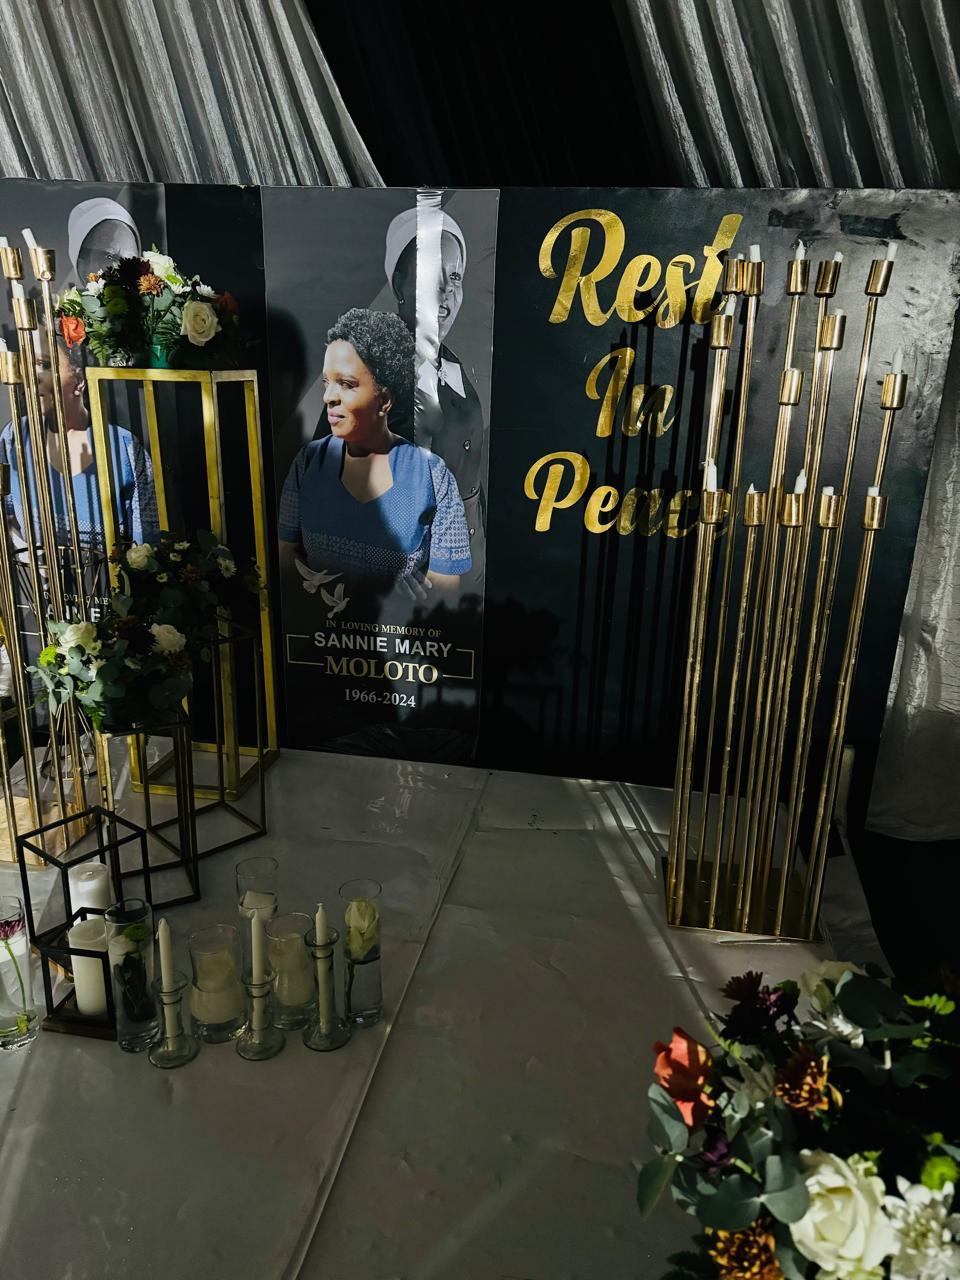 Rest
In
Peace
IN LOVING MEMORY OF
SANNIE MARY
MOLOTO
1966-2024